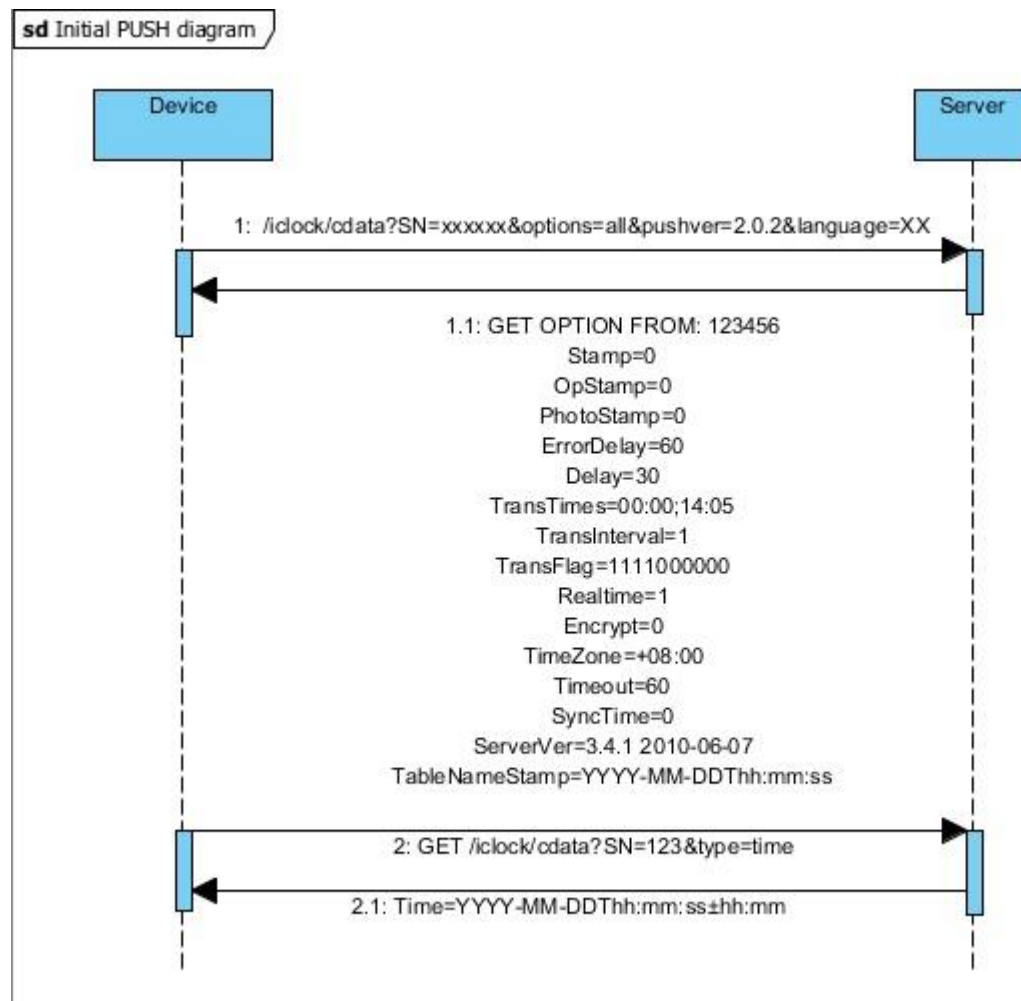 sd Initial PUSH diagram
Device
Server
1: /iclock/cdata?SN=xxxxxx&options=all&pushver=2.0.2&language=XX
1.1: GET OPTION FROM: 123456
Stamp=0
OpStamp=0
PhotoStamp=0
ErrorDelay=60
Delay=30
TransTimes=00:00;14:05
TransInterval=1
TransFlag=1111000000
Realtime=1
Encrypt=0
TimeZone=+08:00
Timeout=60
SyncTime=0
ServerVer=3.4.1 2010-06-07
TableNameStamp=YYYY-MM-DDThh:mm:ss
2: GET /iclock/cdata?SN=123&type=time
2.1: Time=YYYY-MM-DDThh:mm:ss±hh:mm